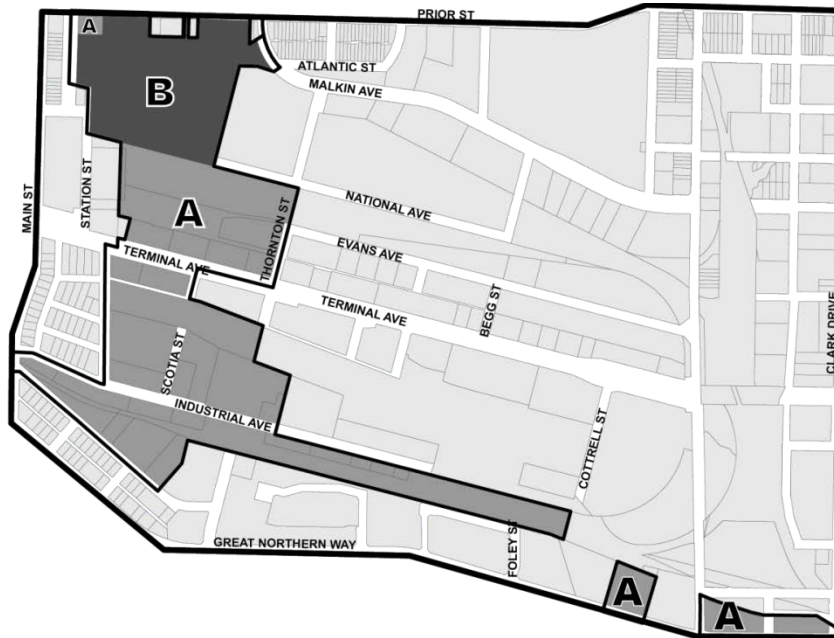 PRIOR ST
A
ATLANTIC ST
MALKIN AVE
B
STATION ST
MAIN ST
A
NATIONAL AVE
THORNTON ST
EVANS AVE
TERMINAL AVE
TERMINAL AVE
BEGG ST
CLARK DRIVE
SCOTIA ST
INDUSTRIAL AVE
COTTRELL ST
GREAT NORTHERN WAY
FOLEY ST
A
A